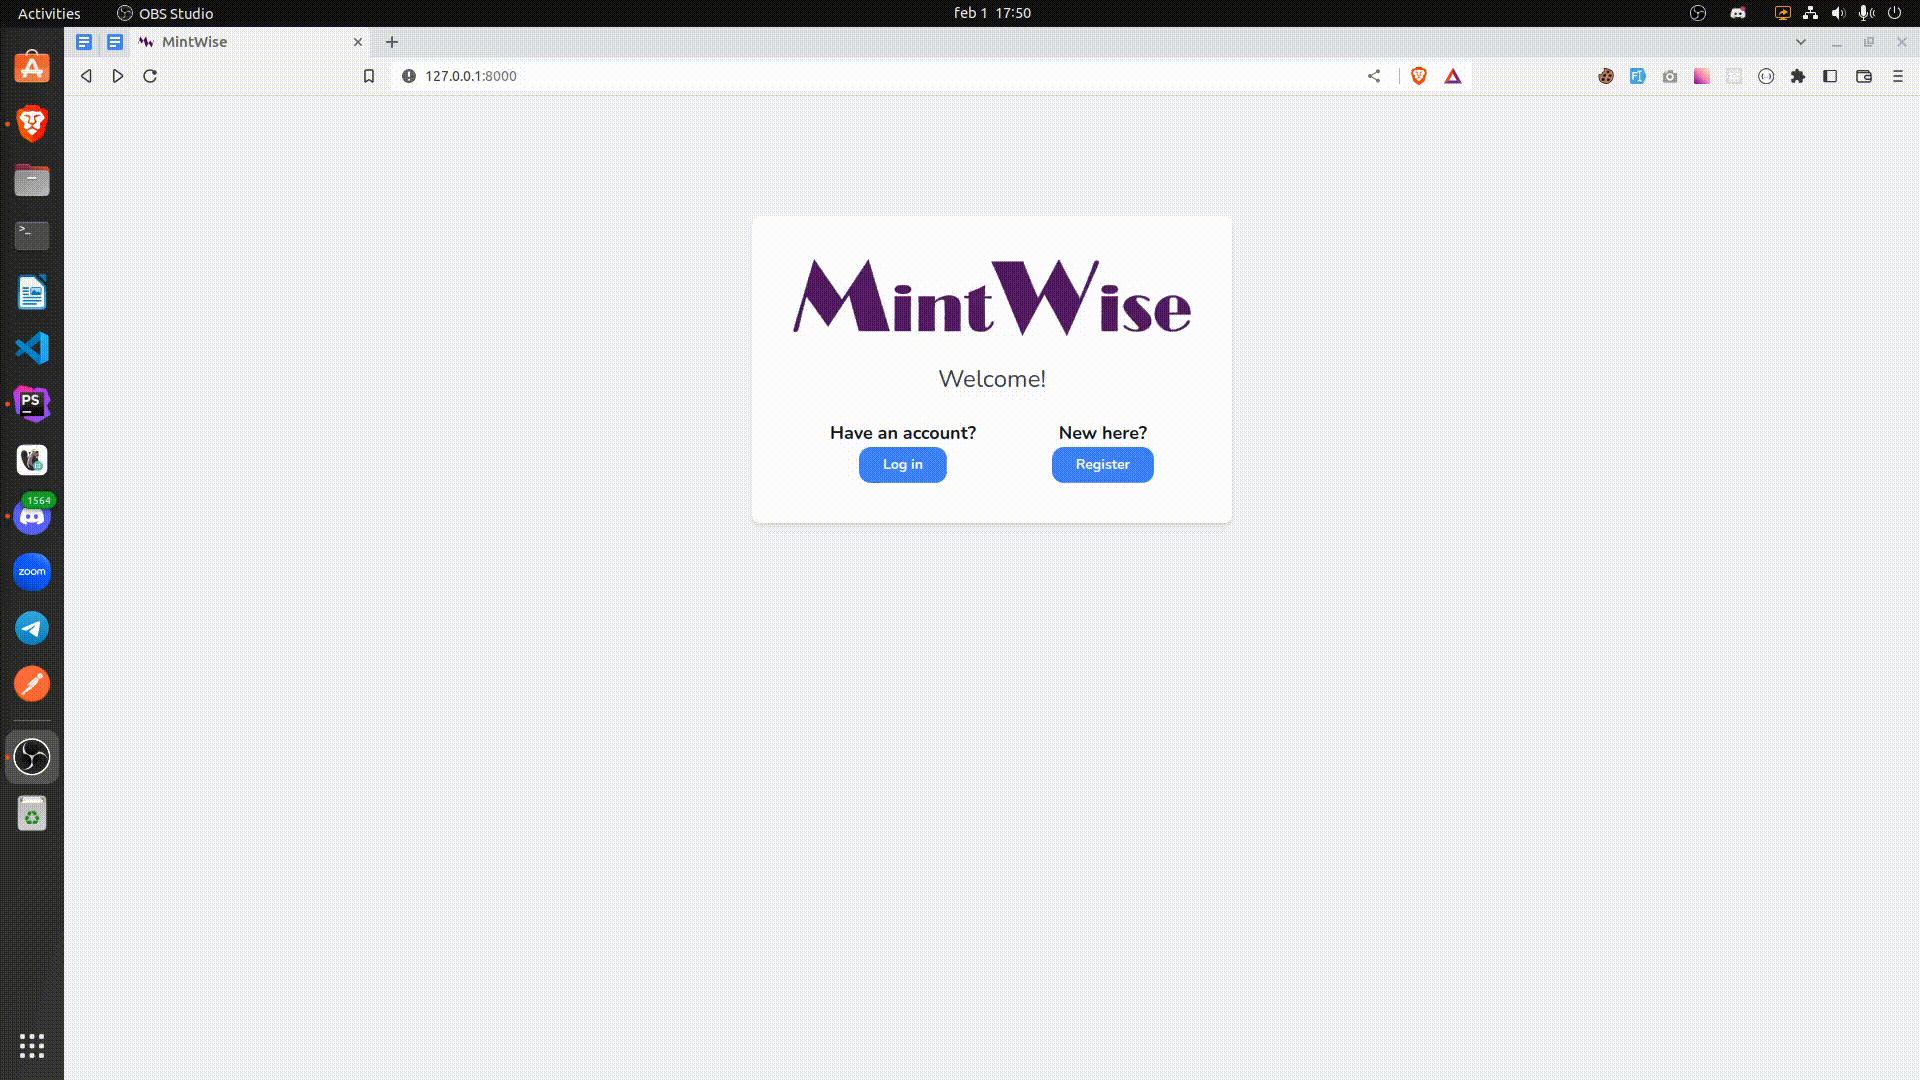 Activities
OBS Studio
feb 1 17:50
MintWise
127.0.0.1:8000
MintWise
Welcome!
Have an account?
New here?
Log in
Register
>_
PS
1564
zoom